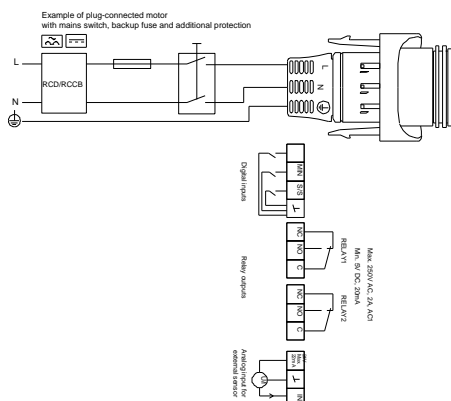 Example of plug-connected motor
with mains switch, backup fuse and additional protection
L
RCD/RCCB
N
L
N
Digital inputs
MIN
S/S
Relay outputs
NC
NO
C
RELAY1
Max. 250V AC, 2A, AC1
Min. 5V DC, 20mA
NC
NO
C
RELAY2
Analog input for
external sensor
Max.
IN